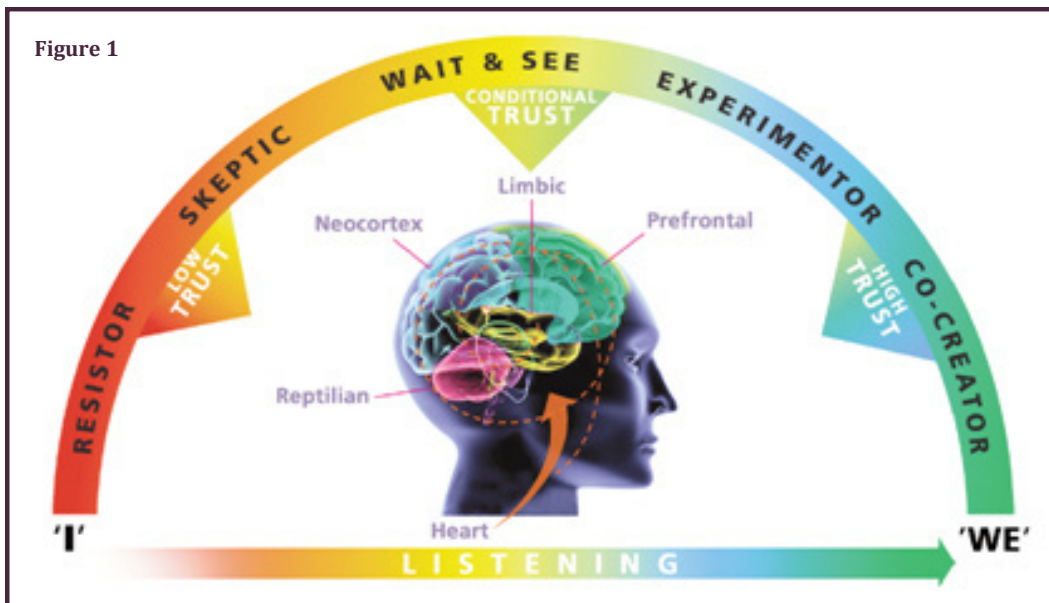 Figure 1
RESISTOR
SKEPTIC
WAIT & SEE
EXPERIMENTOR
CO-CREATOR
LOW
TRUST
CONDITIONAL
TRUST
HIGH
TRUST
Limbic
Neocortex
Prefrontal
Reptilian
Heart
'I'
'WE'
LISTENING